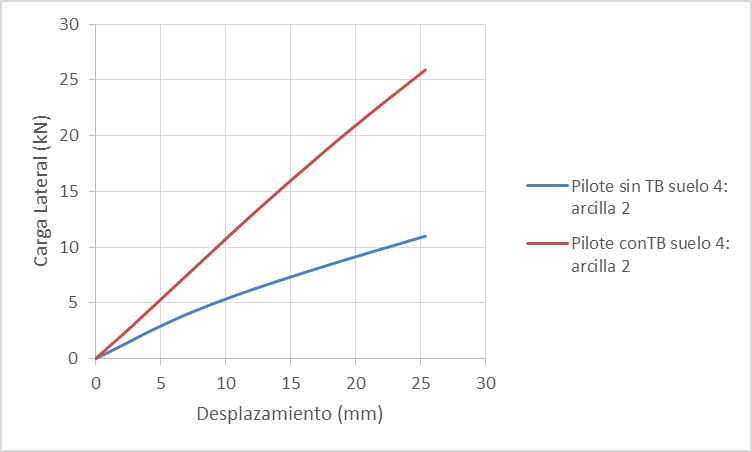 30
25
20
15
10
5
0
Carga Lateral (kN)
0 5 10 15 20 25 30
Desplazamiento (mm)
Pilote sin TB suelo 4:
arcilla 2
Pilote conTB suelo 4:
arcilla 2